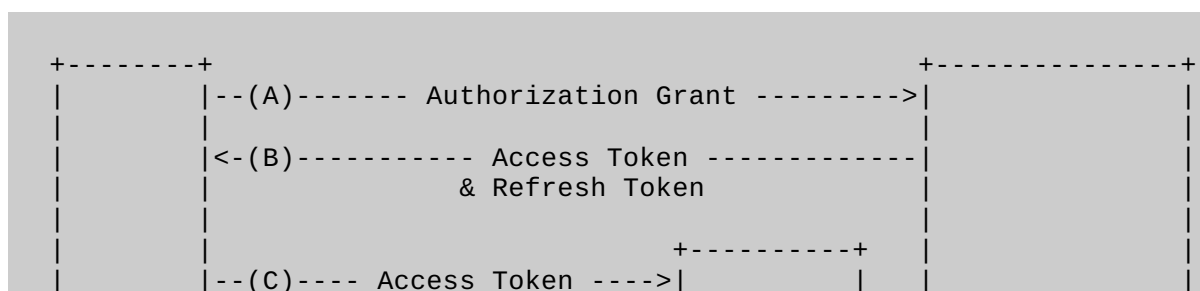 +--------+                                           +---------------+
|        |--(A)------- Authorization Grant --------->|               |
|        |                                           |               |
|        |<-(B)----------- Access Token -------------|               |
|        |               & Refresh Token             |               |
|        |                                           |               |
|        |                            +----------+   |               |
|        |--(C)---- Access Token ---->|          |   |               |